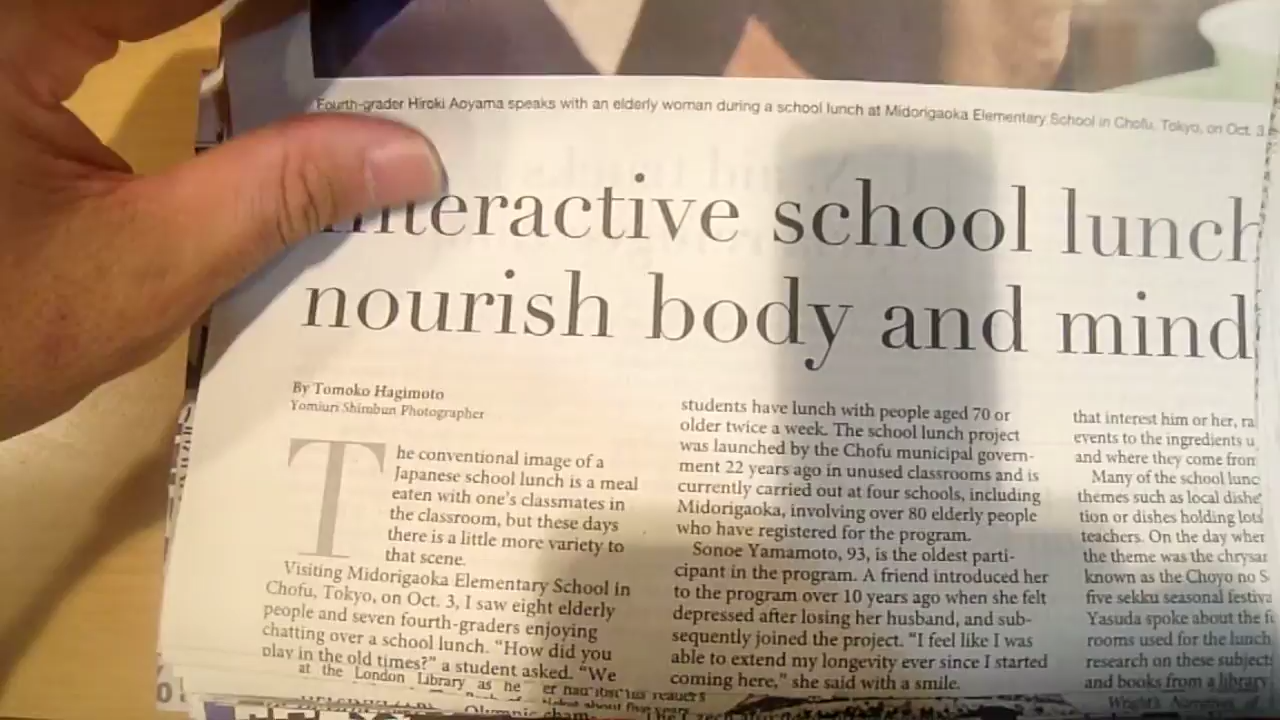 Fourth-grader Hiroki Aoyama speaks with an elderly woman during a school lunch at Midorigaoka Elementary School in Chofu, Tokyo, on Oct. 3
Interactive school lunch
nourish body and mind
By Tomoko Hagimoto
Yomiuri Shimbun Photographer
The conventional image of a
Japanese school lunch is a meal
eaten with one's classmates in
the classroom, but these days
there is a little more variety to
that scene.
Visiting Midorigaoka Elementary School in
Chofu, Tokyo, on Oct. 3, I saw eight elderly
people and seven fourth-graders enjoying
chatting over a school lunch. “How did you
play in the old times?” a student asked. “We
at the London Library as he
students have lunch with people aged 70 or
older twice a week. The school lunch project
was launched by the Chofu municipal govern-
ment 22 years ago in unused classrooms and is
currently carried out at four schools, including
Midorigaoka, involving over 80 elderly people
who have registered for the program.
Sonoe Yamamoto, 93, is the oldest parti-
cipant in the program. A friend introduced her
to the program over 10 years ago when she felt
depressed after losing her husband, and sub-
sequently joined the project. “I feel like I was
able to extend my longevity ever since I started
coming here,” she said with a smile.
that interest him or her, ra
events to the ingredients u
and where they come from
Many of the school lunc
themes such as local dishe
tion or dishes holding lots
teachers. On the day when
the theme was the chrysan
known as the Choyo no S
five sekku seasonal festiva
Yasuda spoke about the f
rooms used for the lunch
research on these subjects
and books from a library